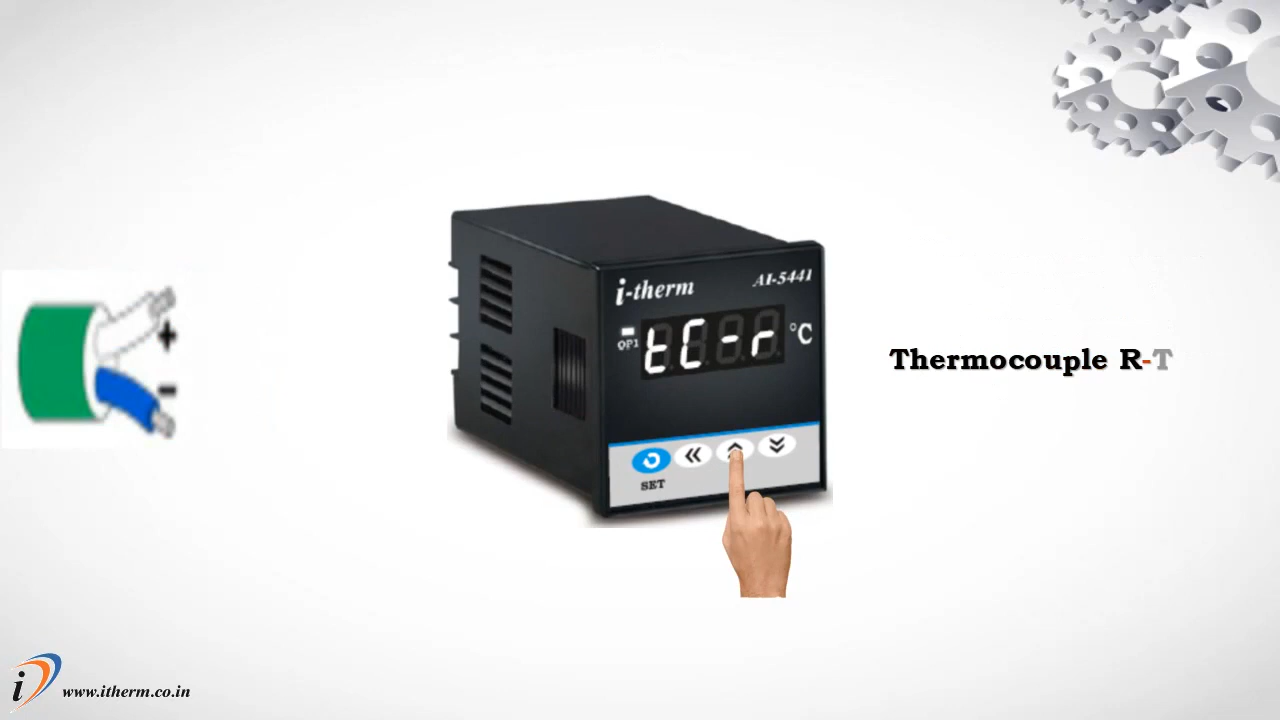 i-therm AI-5441
OP1 tC-r °C
+
-
Thermocouple R-T
SET
i www.itherm.co.in